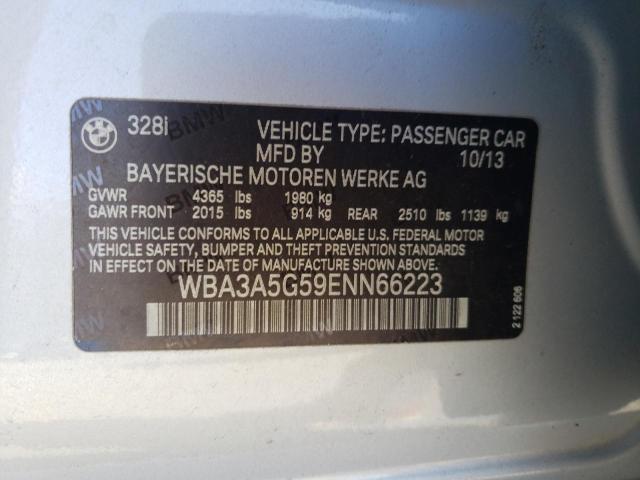 328i VEHICLE TYPE: PASSENGER CAR
MFD BY 10/13
BAYERISCHE MOTOREN WERKE AG
GVWR 4365 lbs 1980 kg
GAWR FRONT 2015 lbs 914 kg REAR 2510 lbs 1139 kg
THIS VEHICLE CONFORMS TO ALL APPLICABLE U.S. FEDERAL MOTOR
VEHICLE SAFETY, BUMPER AND THEFT PREVENTION STANDARDS
IN EFFECT ON THE DATE OF MANUFACTURE SHOWN ABOVE.
WBA3A5G59ENN66223
2 122 606